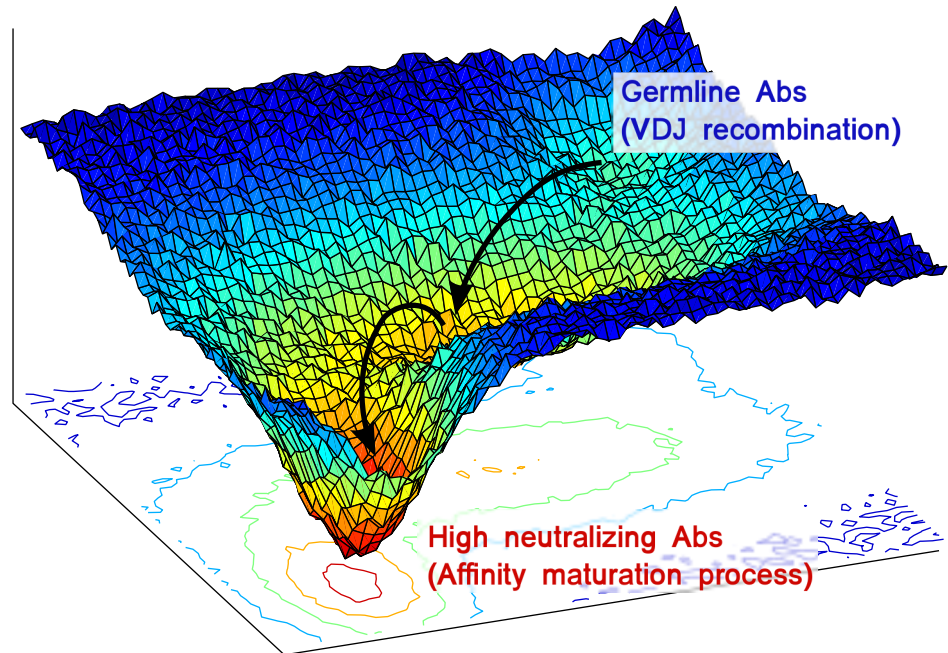 Germline Abs
(VDJ recombination)
High neutralizing Abs
(Affinity maturation process)